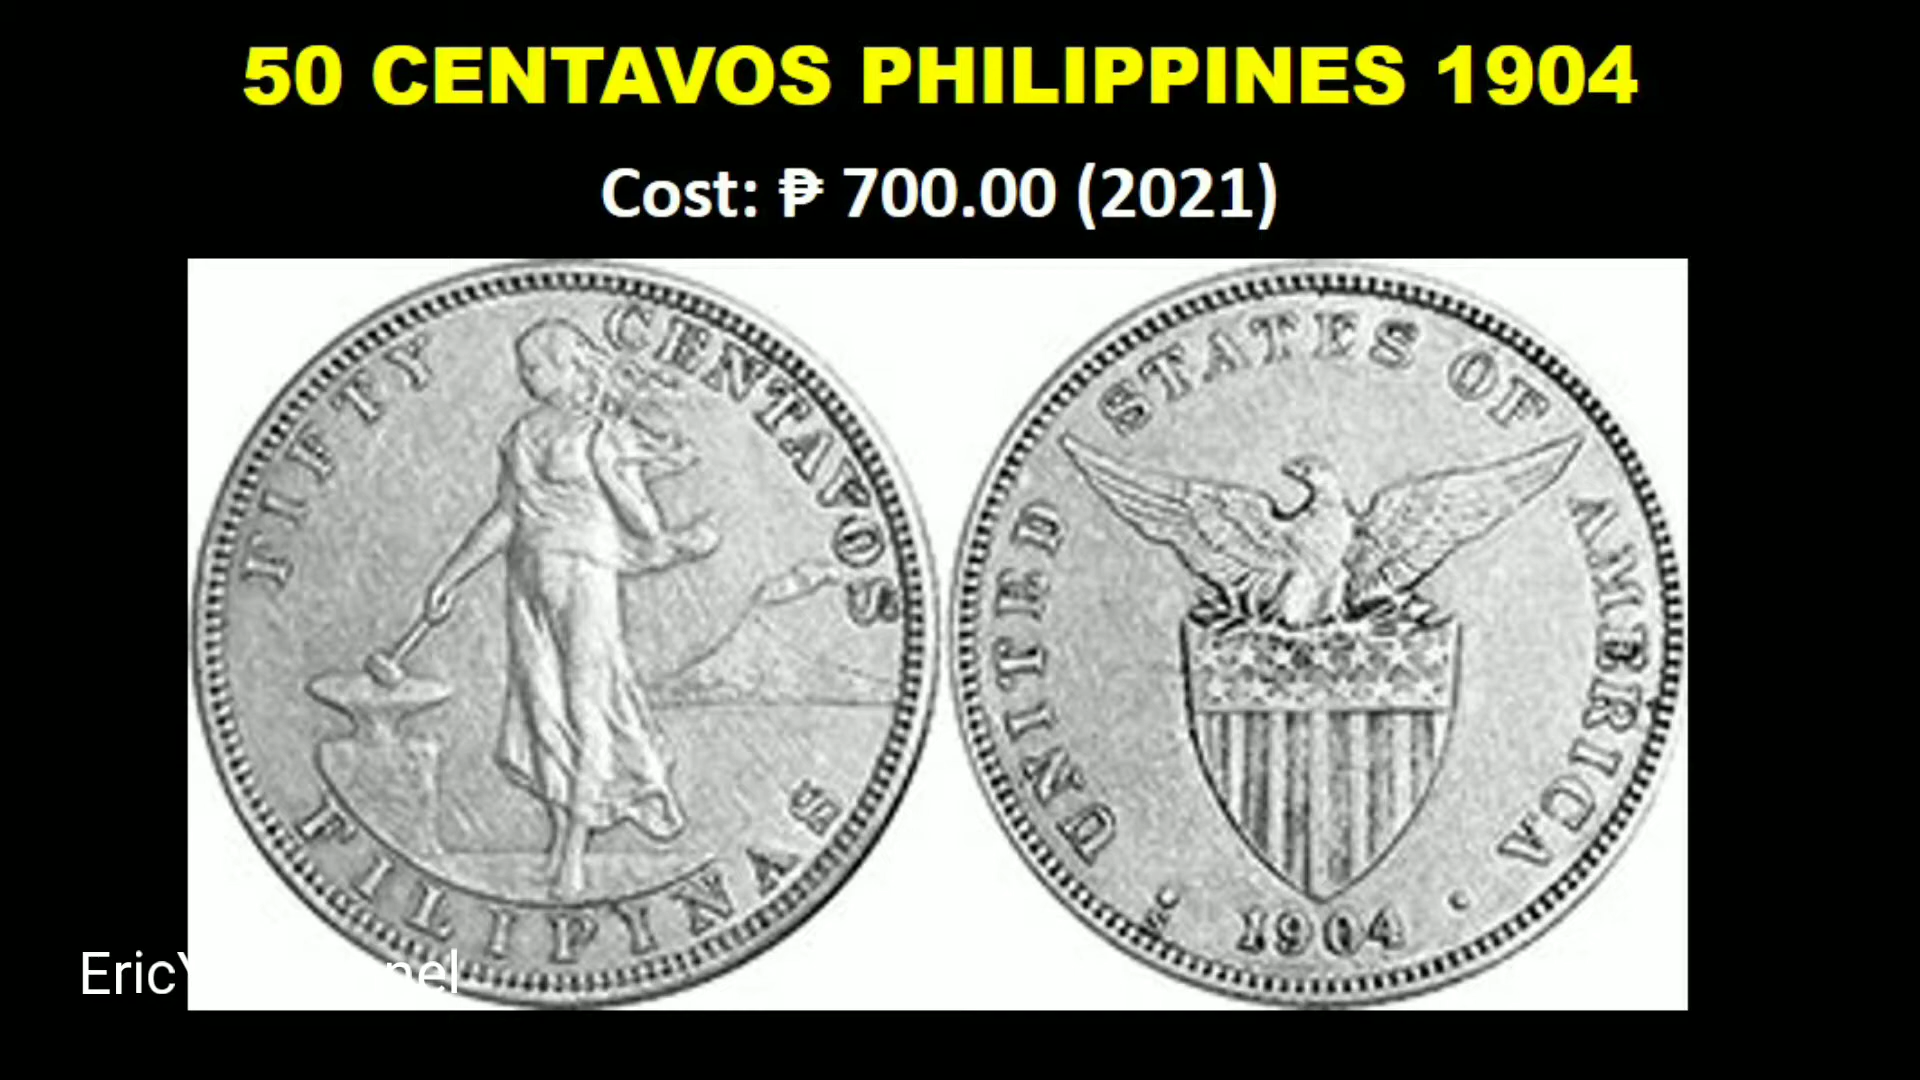 50 CENTAVOS PHILIPPINES 1904
Cost: ₱ 700.00 (2021)
FIFTY CENTAVOS
FILIPINAS
UNITED STATES OF AMERICA
1904